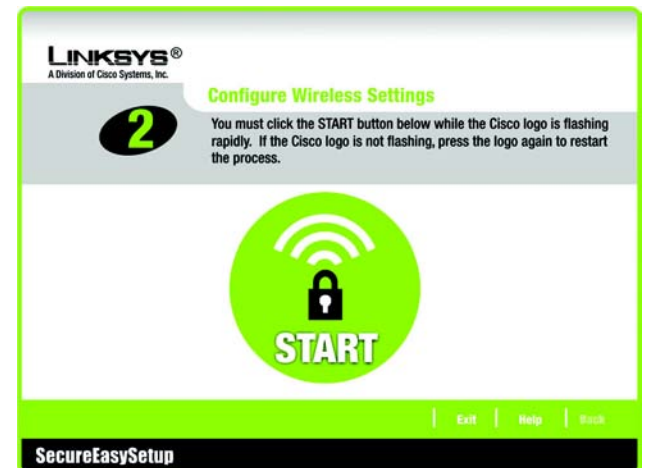 LINKSYS®
A Division of Cisco Systems, Inc.
Configure Wireless Settings
2
You must click the START button below while the Cisco logo is flashing
rapidly. If the Cisco logo is not flashing, press the logo again to restart
the process.
START
Exit
Help
Back
SecureEasySetup